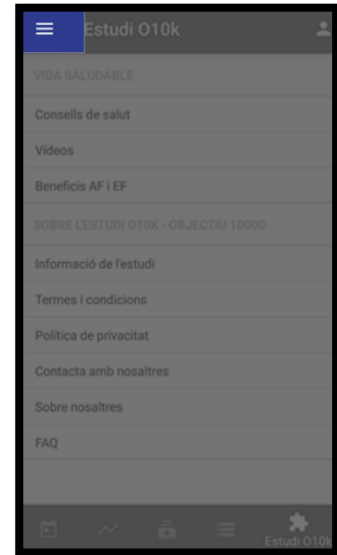 Estudi O10k
VIDA SALUDABLE
Consells de salut
Vídeos
Beneficis AF i EF
SOBRE L'ESTUDI O10K - OBJECTIU 10000
Informació de l'estudi
Termes i condicions
Política de privacitat
Contacta amb nosaltres
Sobre nosaltres
FAQ
Estudi O10k